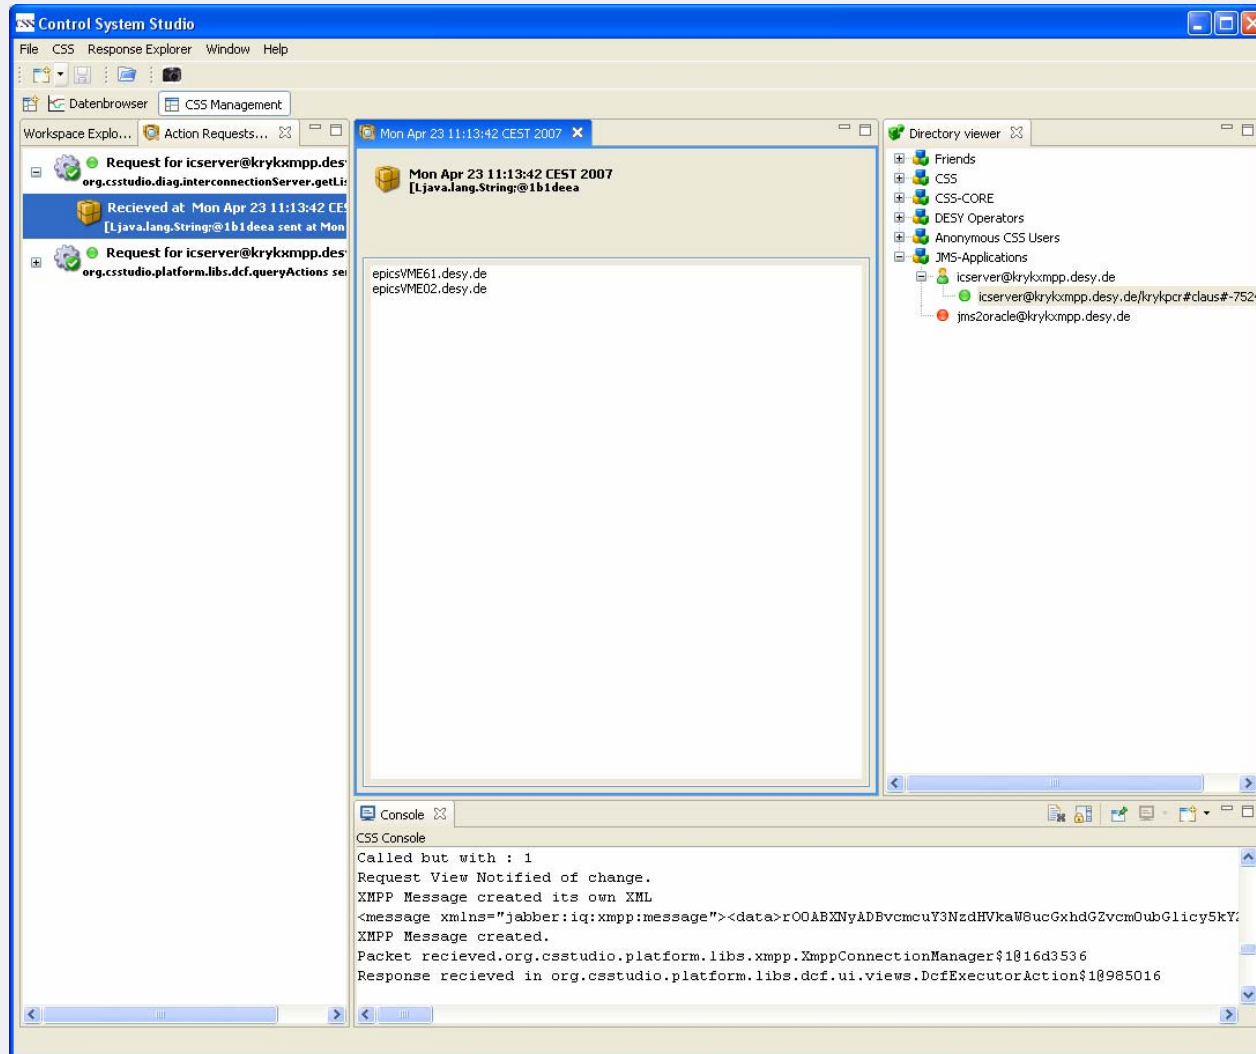 CSS Control System Studio
File CSS Response Explorer Window Help
Datenbrowser CSS Management
Workspace Explo... Action Requests...
Request for icserver@krykxmpp.des
org.csstudio.diag.interconnectionServer.getLis
Recieved at Mon Apr 23 11:13:42 CES
[Ljava.lang.String;@1b1deea sent at Mon
Request for icserver@krykxmpp.des
org.csstudio.platform.libs.dcf.queryActions sen
Mon Apr 23 11:13:42 CEST 2007
Mon Apr 23 11:13:42 CEST 2007
[Ljava.lang.String;@1b1deea
epicsVME61.desy.de
epicsVME02.desy.de
Directory viewer
Friends
CSS
CSS-CORE
DESY Operators
Anonymous CSS Users
JMS-Applications
icserver@krykxmpp.desy.de
icserver@krykxmpp.desy.de/krykpcr#claus#-752
jms2oracle@krykxmpp.desy.de
Console
CSS Console
Called but with : 1
Request View Notified of change.
XMPP Message created its own XML
<message xmlns="jabber:iq:xmpp:message"><data>rO0ABXNyADBvcmcuY3NzdHVkaW8ucGxhdGZvcm0ubGlicy5kY2
XMPP Message created.
Packet recieved.org.csstudio.platform.libs.xmpp.XmppConnectionManager$1@16d3536
Response recieved in org.csstudio.platform.libs.dcf.ui.views.DcfExecutorAction$1@985016